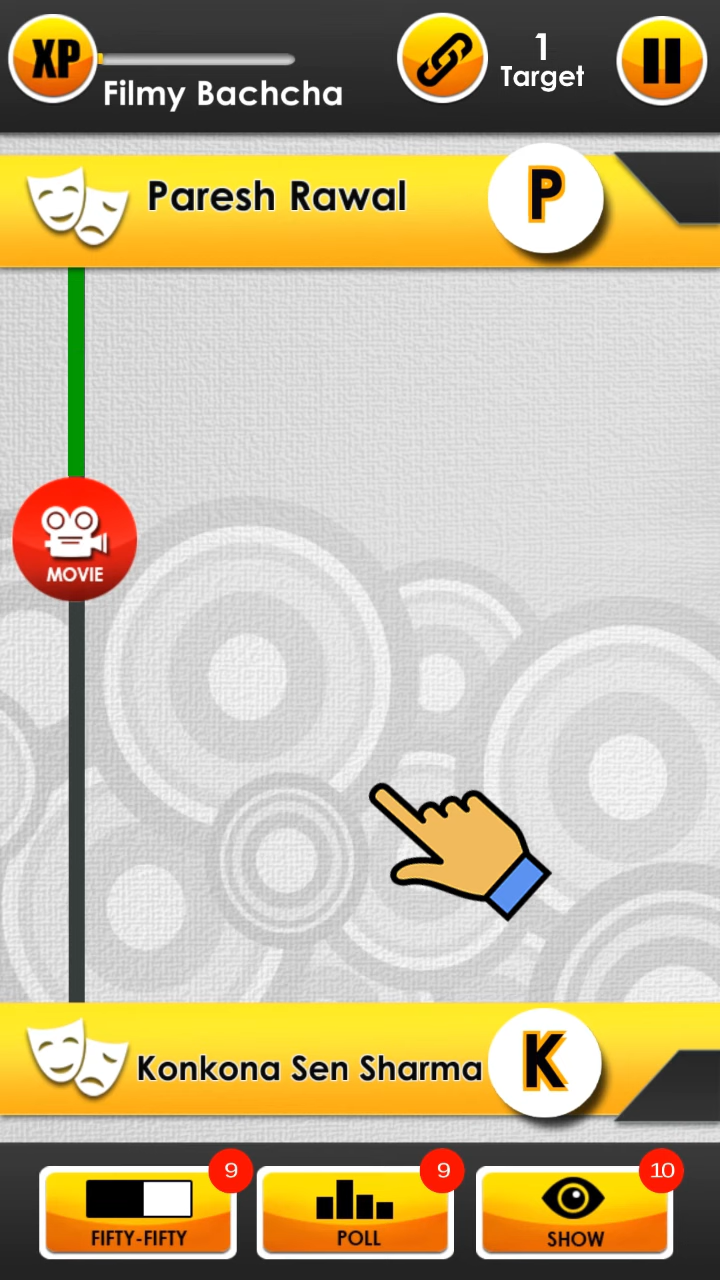 XP
Filmy Bachcha
1
Target
Paresh Rawal
P
MOVIE
Konkona Sen Sharma
K
9
9
10
FIFTY-FIFTY
POLL
SHOW